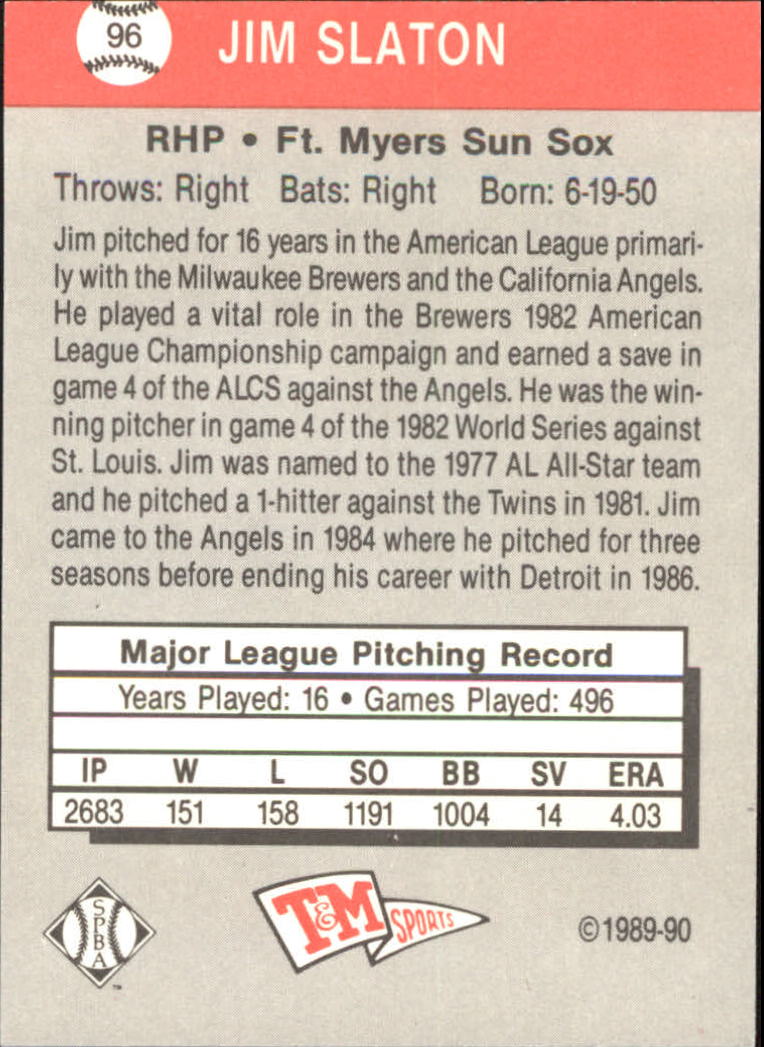 96
JIM SLATON
RHP • Ft. Myers Sun Sox
Throws: Right Bats: Right Born: 6-19-50
Jim pitched for 16 years in the American League primari-
ly with the Milwaukee Brewers and the California Angels.
He played a vital role in the Brewers 1982 American
League Championship campaign and earned a save in
game 4 of the ALCS against the Angels. He was the win-
ning pitcher in game 4 of the 1982 World Series against
St. Louis. Jim was named to the 1977 AL All-Star team
and he pitched a 1-hitter against the Twins in 1981. Jim
came to the Angels in 1984 where he pitched for three
seasons before ending his career with Detroit in 1986.
Major League Pitching Record
Years Played: 16 • Games Played: 496
IP W L SO BB SV ERA
2683 151 158 1191 1004 14 4.03
SPBA
™
T&M SPORTS
©1989-90